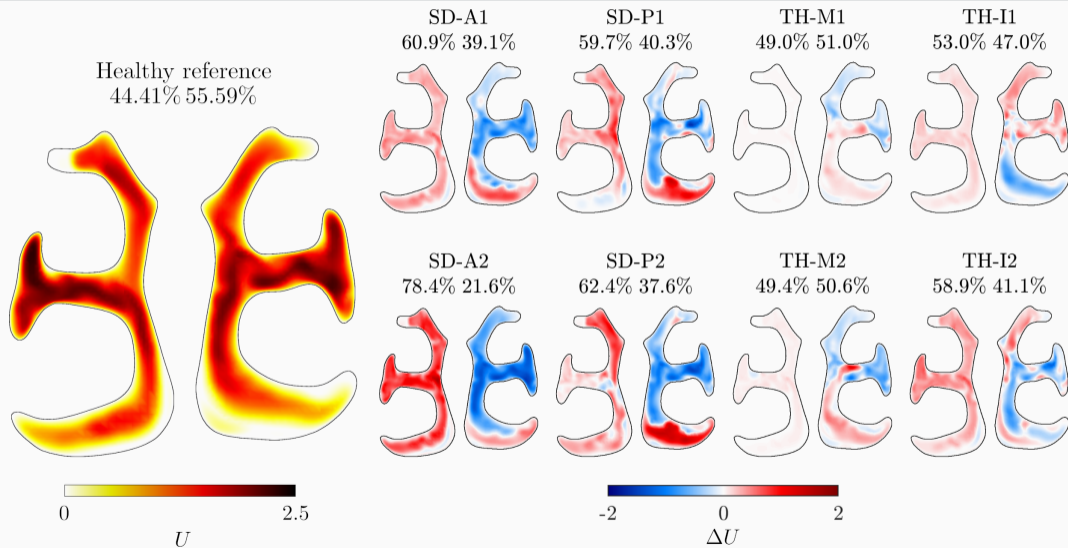 Healthy reference
44.41% 55.59%
SD-A1
60.9% 39.1%
SD-P1
59.7% 40.3%
TH-M1
49.0% 51.0%
TH-I1
53.0% 47.0%
SD-A2
78.4% 21.6%
SD-P2
62.4% 37.6%
TH-M2
49.4% 50.6%
TH-I2
58.9% 41.1%
0 2.5
U
-2 0 2
ΔU